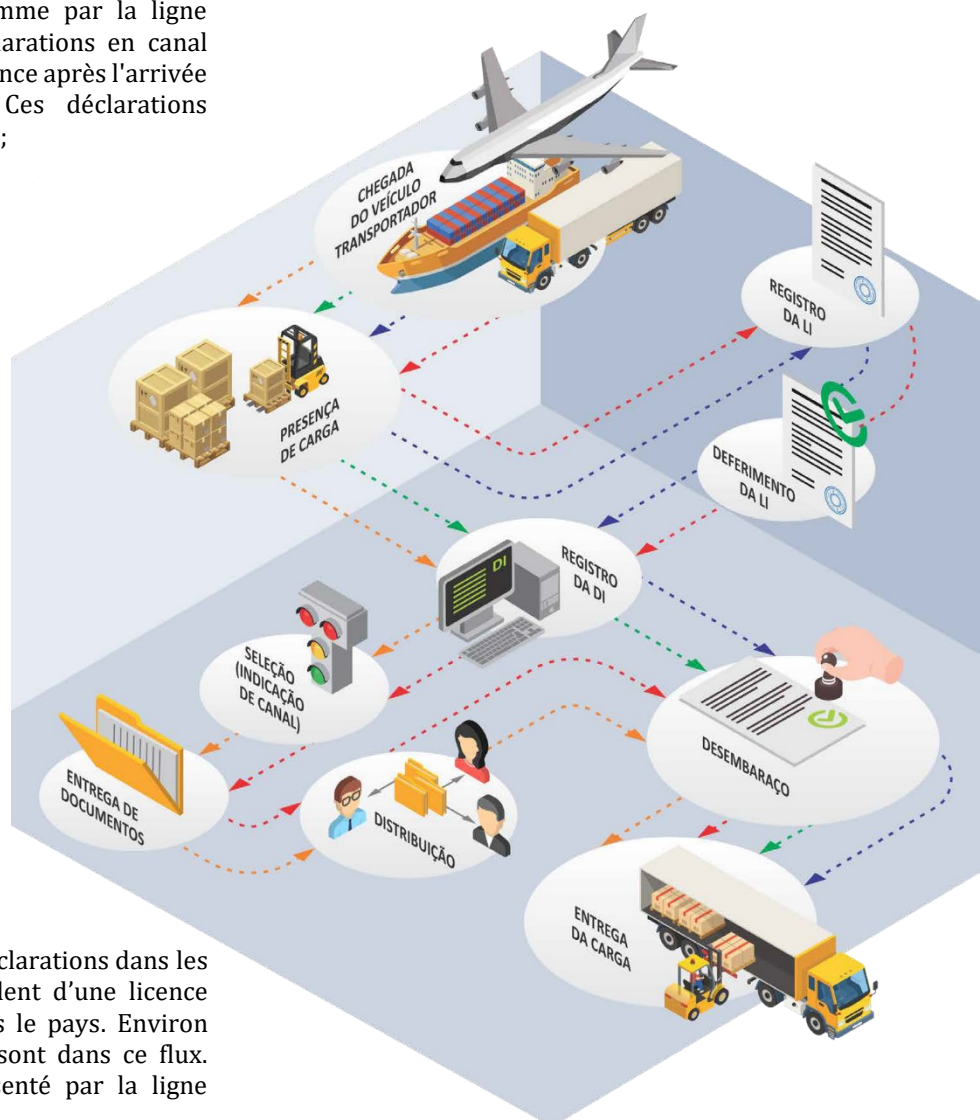 mme par la ligne
larations en canal
nce après l'arrivée
Ces déclarations
;
CHEGADA
DO VEÍCULO
TRANSPORTADOR
REGISTRO
DA LI
PRESENÇA
DE CARGA
DEFERIMENTO
DA LI
DI
REGISTRO
DA DI
SELEÇÃO
(INDICAÇÃO
DE CANAL)
DESEMBARAÇO
ENTREGA DE
DOCUMENTOS
DISTRIBUIÇÃO
ENTREGA
DA CARGA
clarations dans les
dent d’une licence
s le pays. Environ
sont dans ce flux.
senté par la ligne